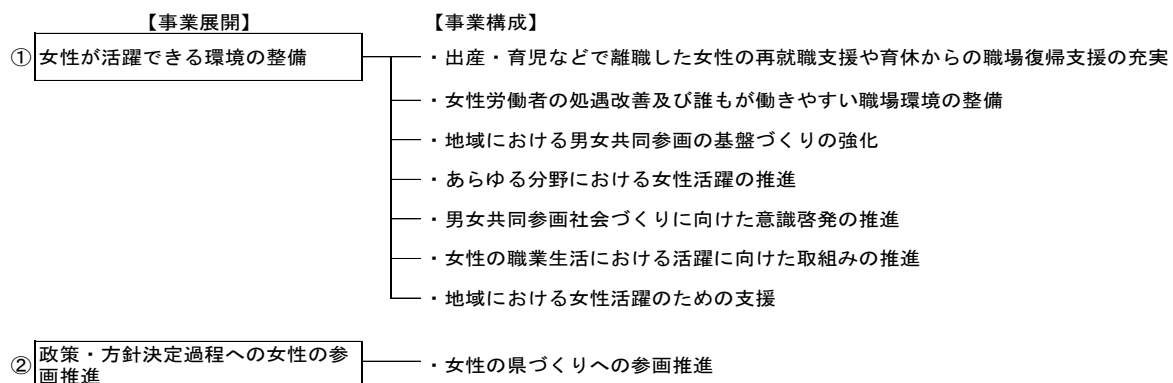 【事業展開】 【事業構成】
① 女性が活躍できる環境の整備 ・出産・育児などで離職した女性の再就職支援や育休からの職場復帰支援の充実
・女性労働者の処遇改善及び誰もが働きやすい職場環境の整備
・地域における男女共同参画の基盤づくりの強化
・あらゆる分野における女性活躍の推進
・男女共同参画社会づくりに向けた意識啓発の推進
・女性の職業生活における活躍に向けた取組みの推進
・地域における女性活躍のための支援
② 政策・方針決定過程への女性の参
画推進
・女性の県づくりへの参画推進